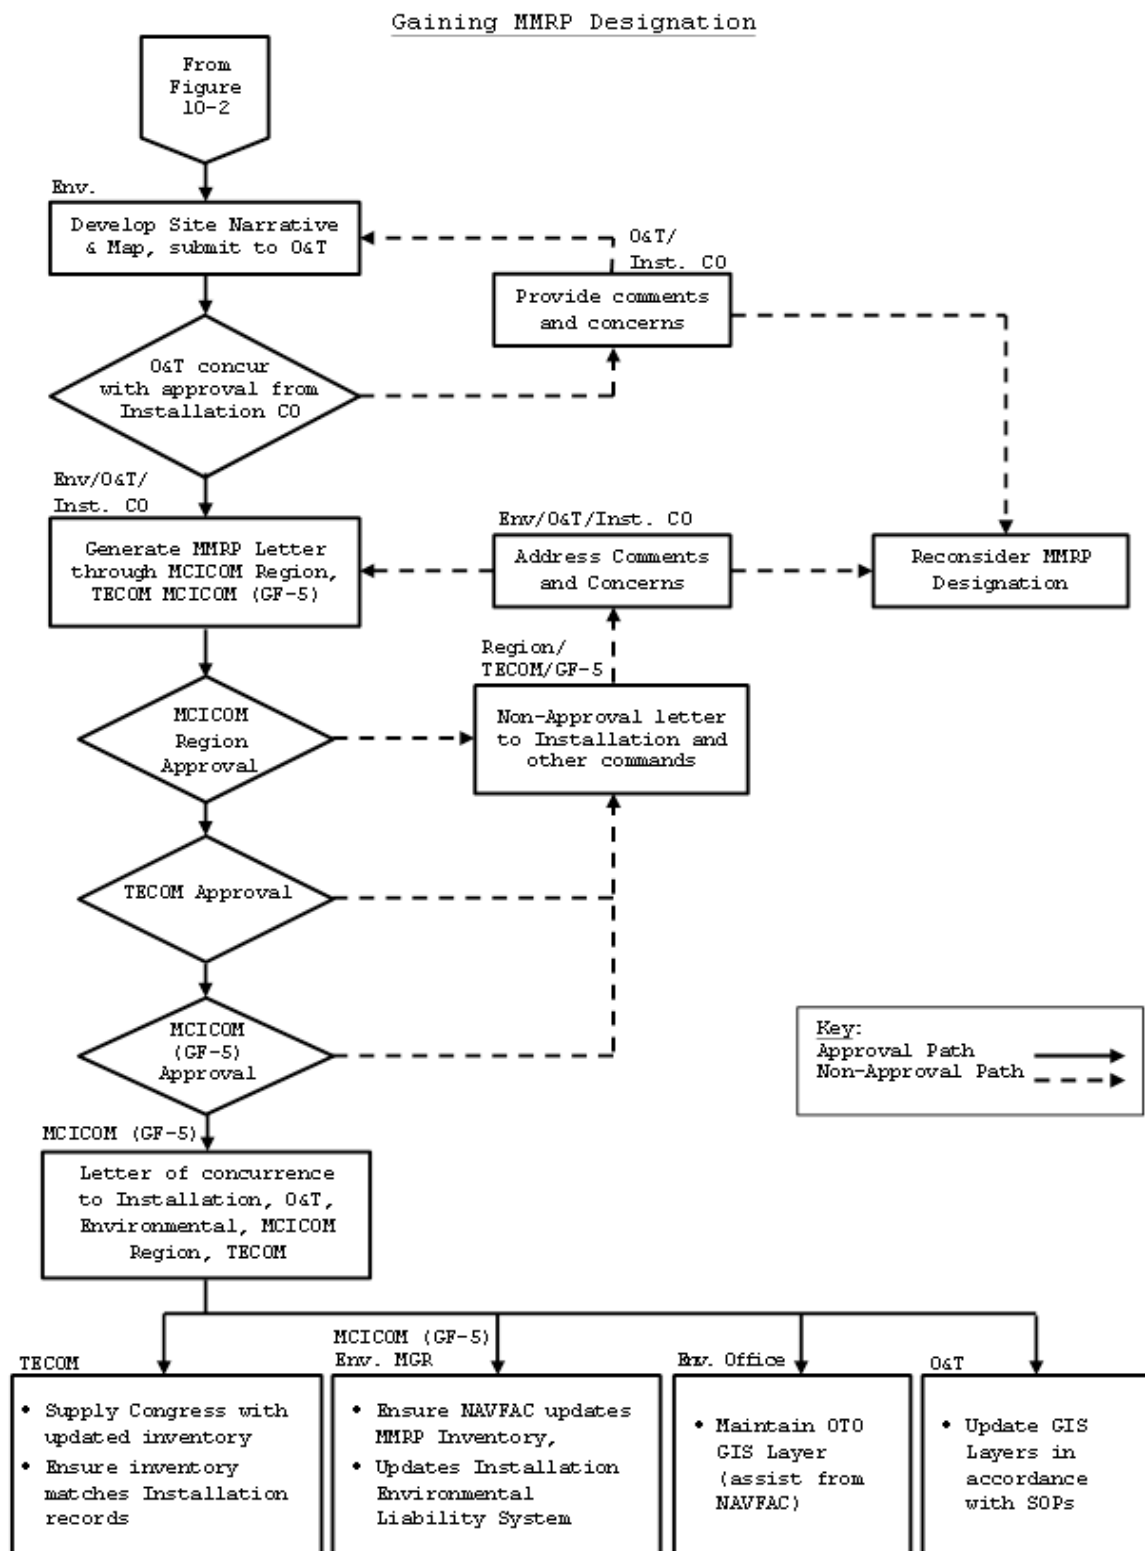 Gaining MMRP Designation
From
Figure
10-2
Env.
Develop Site Narrative
& Map, submit to O&T
O&T/
Inst. CO
Provide comments
and concerns
O&T concur
with approval from
Installation CO
Env/O&T/
Inst. CO
Generate MMRP Letter
through MCICOM Region,
TECOM MCICOM (GF-5)
Env/O&T/Inst. CO
Address Comments
and Concerns
Reconsider MMRP
Designation
Region/
TECOM/GF-5
Non-Approval letter
to Installation and
other commands
MCICOM
Region
Approval
TECOM Approval
MCICOM
(GF-5)
Approval
Key:
Approval Path
Non-Approval Path
MCICOM (GF-5)
Letter of concurrence
to Installation, O&T,
Environmental, MCICOM
Region, TECOM
TECOM
• Supply Congress with
updated inventory
• Ensure inventory
matches Installation
records
MCICOM (GF-5)
Env. MGR
• Ensure NAVFAC updates
MMRP Inventory,
• Updates Installation
Environmental
Liability System
Env. Office
• Maintain OTO
GIS Layer
(assist from
NAVFAC)
O&T
• Update GIS
Layers in
accordance
with SOPs